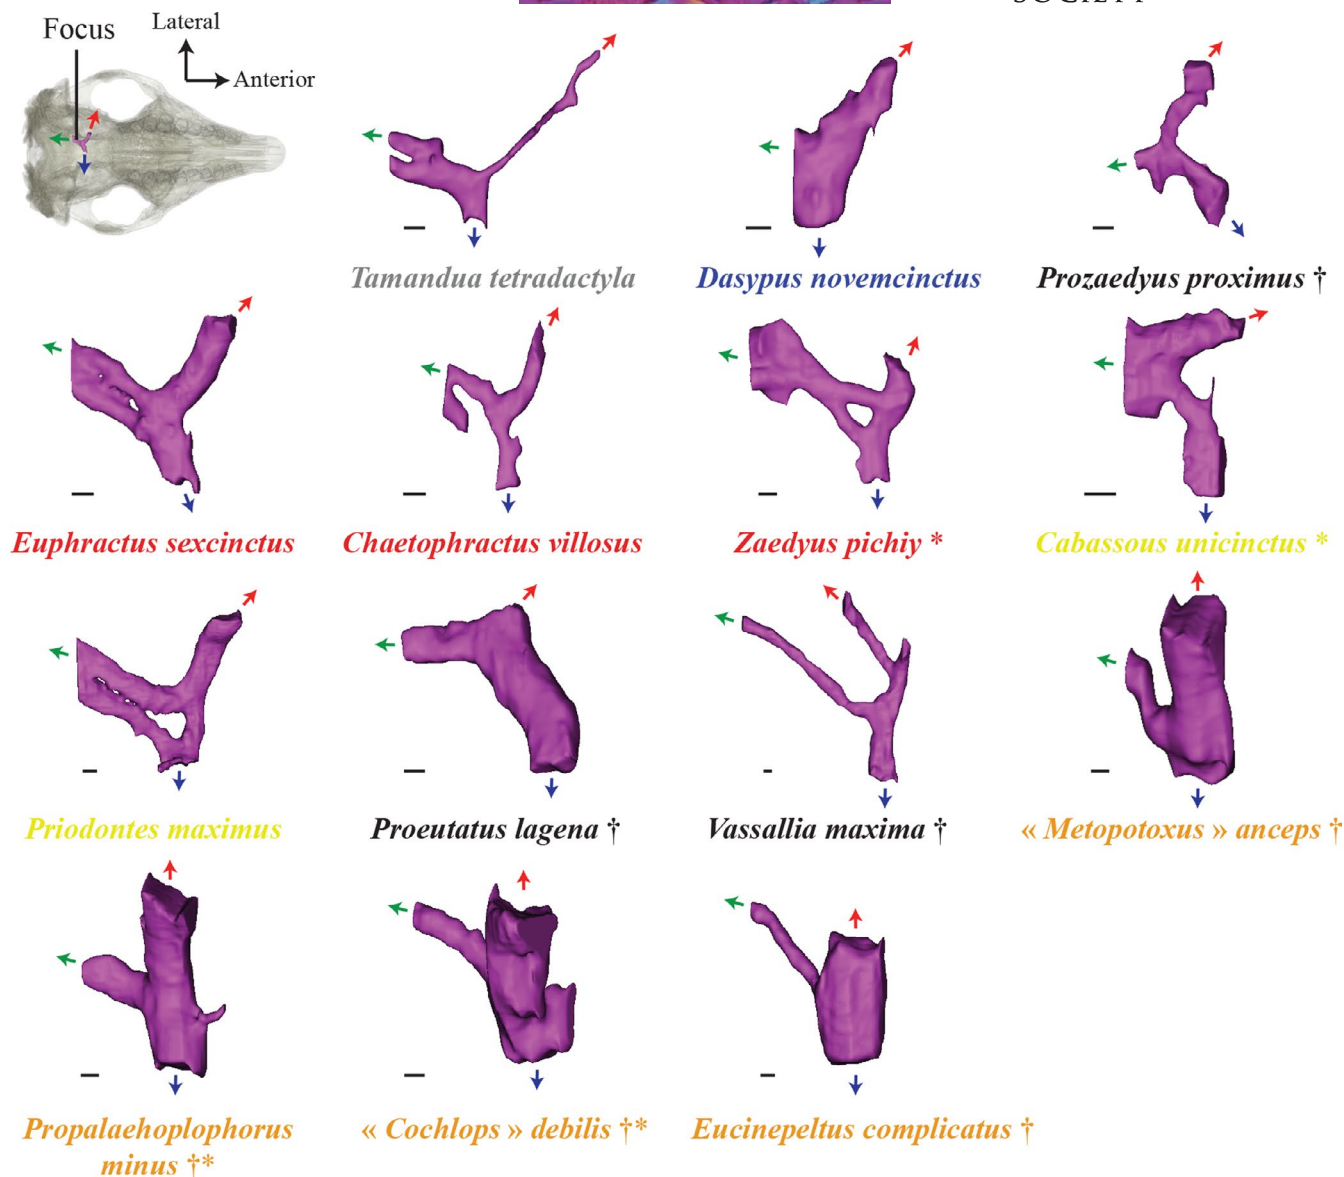 SOCIETY
Focus
Lateral
Anterior
Tamandua tetradactyla
Dasypus novemcinctus
Prozaedyus proximus †
Euphractus sexcinctus
Chaetophractus villosus
Zaedyus pichiy *
Cabassous unicinctus *
Priodontes maximus
Proeutatus lagena †
Vassallia maxima †
« Metopotoxus » anceps †
Propalaehoplophorus
minus †*
« Cochlops » debilis †*
Eucinepeltus complicatus †